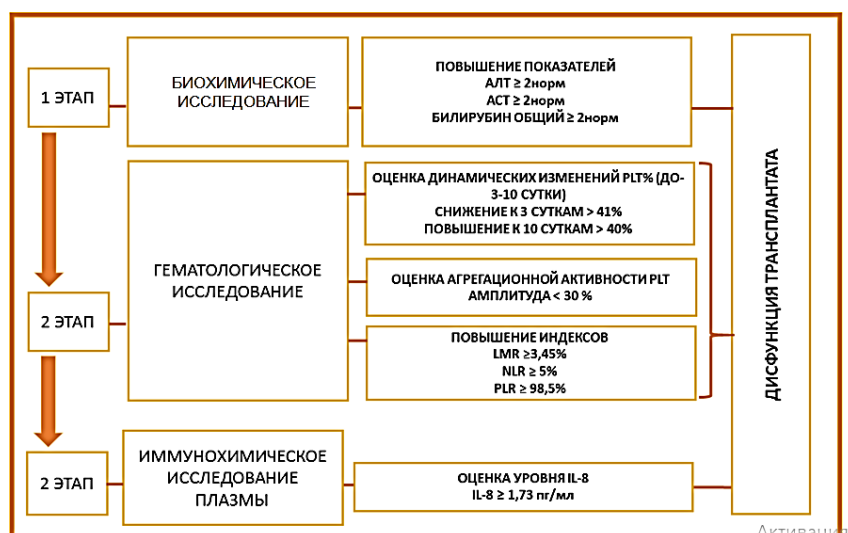 1 ЭТАП
БИОХИМИЧЕСКОЕ
ИССЛЕДОВАНИЕ
ПОВЫШЕНИЕ ПОКАЗАТЕЛЕЙ
АЛТ ≥ 2норм
АСТ ≥ 2норм
БИЛИРУБИН ОБЩИЙ ≥ 2норм
2 ЭТАП
ГЕМАТОЛОГИЧЕСКОЕ
ИССЛЕДОВАНИЕ
ОЦЕНКА ДИНАМИЧЕСКИХ ИЗМЕНЕНИЙ PLT% (ДО-
3-10 СУТКИ)
СНИЖЕНИЕ К 3 СУТКАМ > 41%
ПОВЫШЕНИЕ К 10 СУТКАМ > 40%
ОЦЕНКА АГРЕГАЦИОННОЙ АКТИВНОСТИ PLT
АМПЛИТУДА < 30 %
ПОВЫШЕНИЕ ИНДЕКСОВ
LMR ≥3,45%
NLR ≥ 5%
PLR ≥ 98,5%
2 ЭТАП
ИММУНОХИМИЧЕСКОЕ
ИССЛЕДОВАНИЕ
ПЛАЗМЫ
ОЦЕНКА УРОВНЯ IL-8
IL-8 ≥ 1,73 пг/мл
ДИСФУНКЦИЯ ТРАНСПЛАНТАТА
Активация